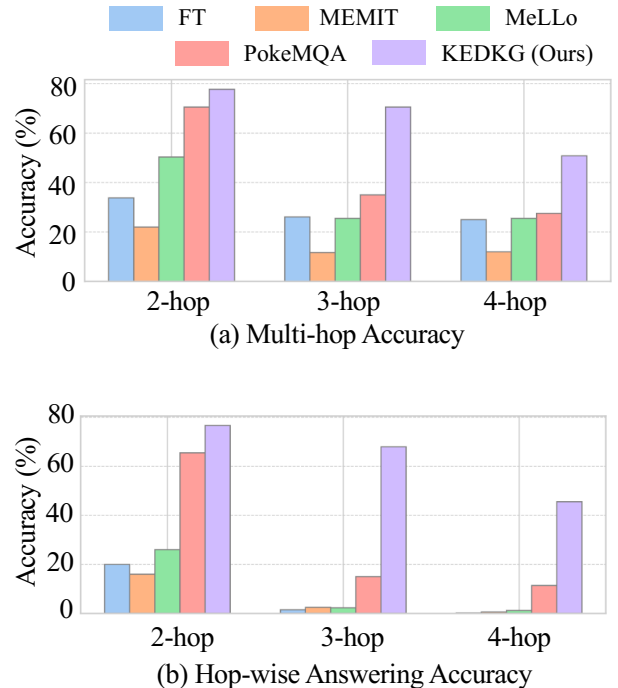 FT MEMIT MeLLo
PokeMQA KEDKG (Ours)
Accuracy (%)
80
60
40
20
0
2-hop 3-hop 4-hop
(a) Multi-hop Accuracy
Accuracy (%)
80
60
40
20
0
2-hop 3-hop 4-hop
(b) Hop-wise Answering Accuracy